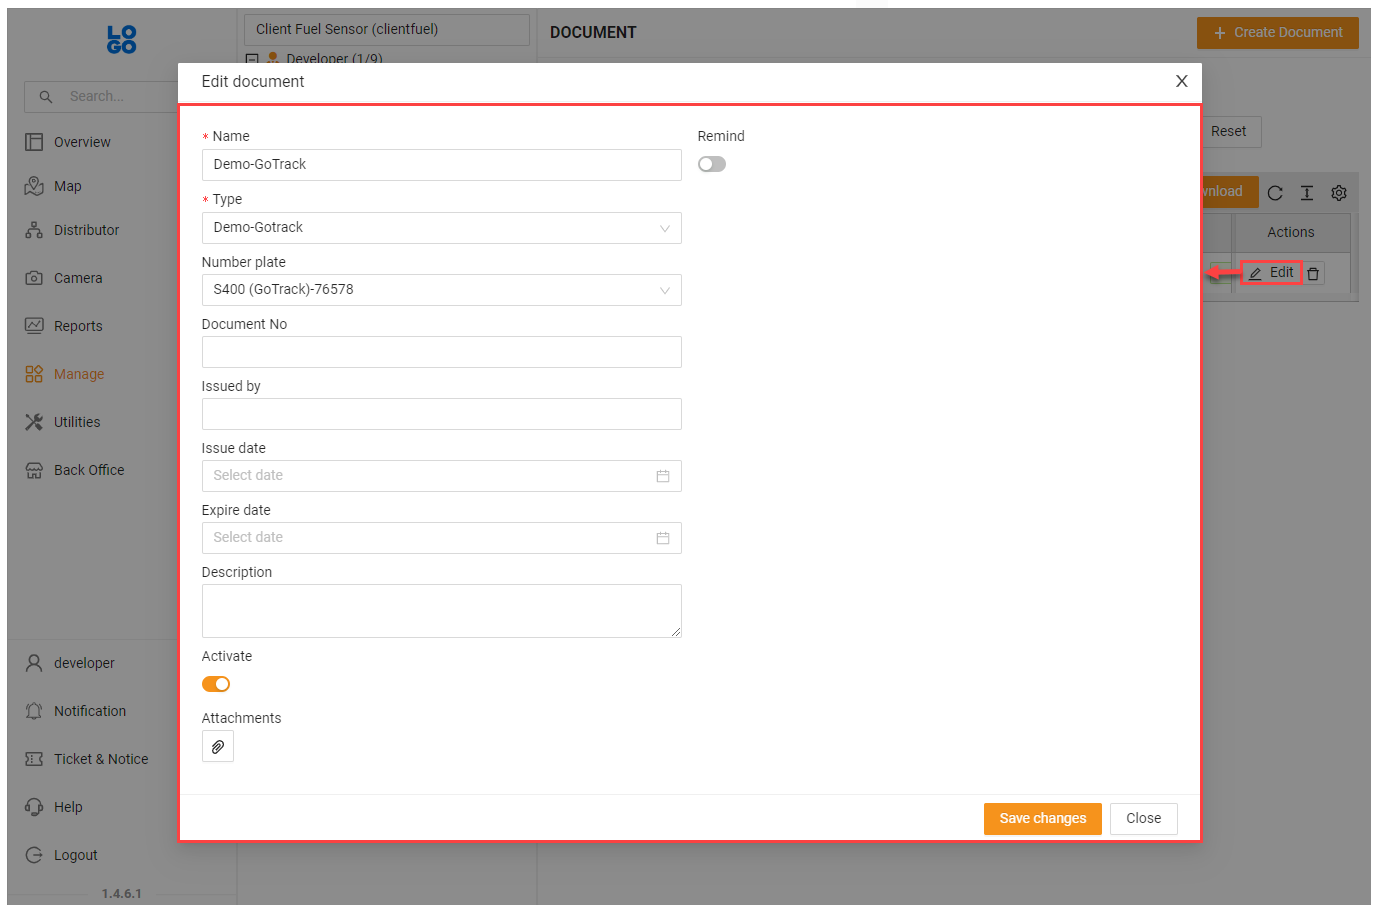 LO
GO
Search...
Overview
Map
Distributor
Camera
Reports
Manage
Utilities
Back Office
developer
Notification
Ticket & Notice
Help
Logout
1.4.6.1
Client Fuel Sensor (clientfuel)
Developer (1/9)
DOCUMENT
+ Create Document
Reset
wnload
Actions
Edit
Edit document
X
* Name
Demo-GoTrack
* Type
Demo-Gotrack
Number plate
S400 (GoTrack)-76578
Document No
Issued by
Issue date
Select date
Expire date
Select date
Description
Activate
Attachments
Remind
Save changes
Close